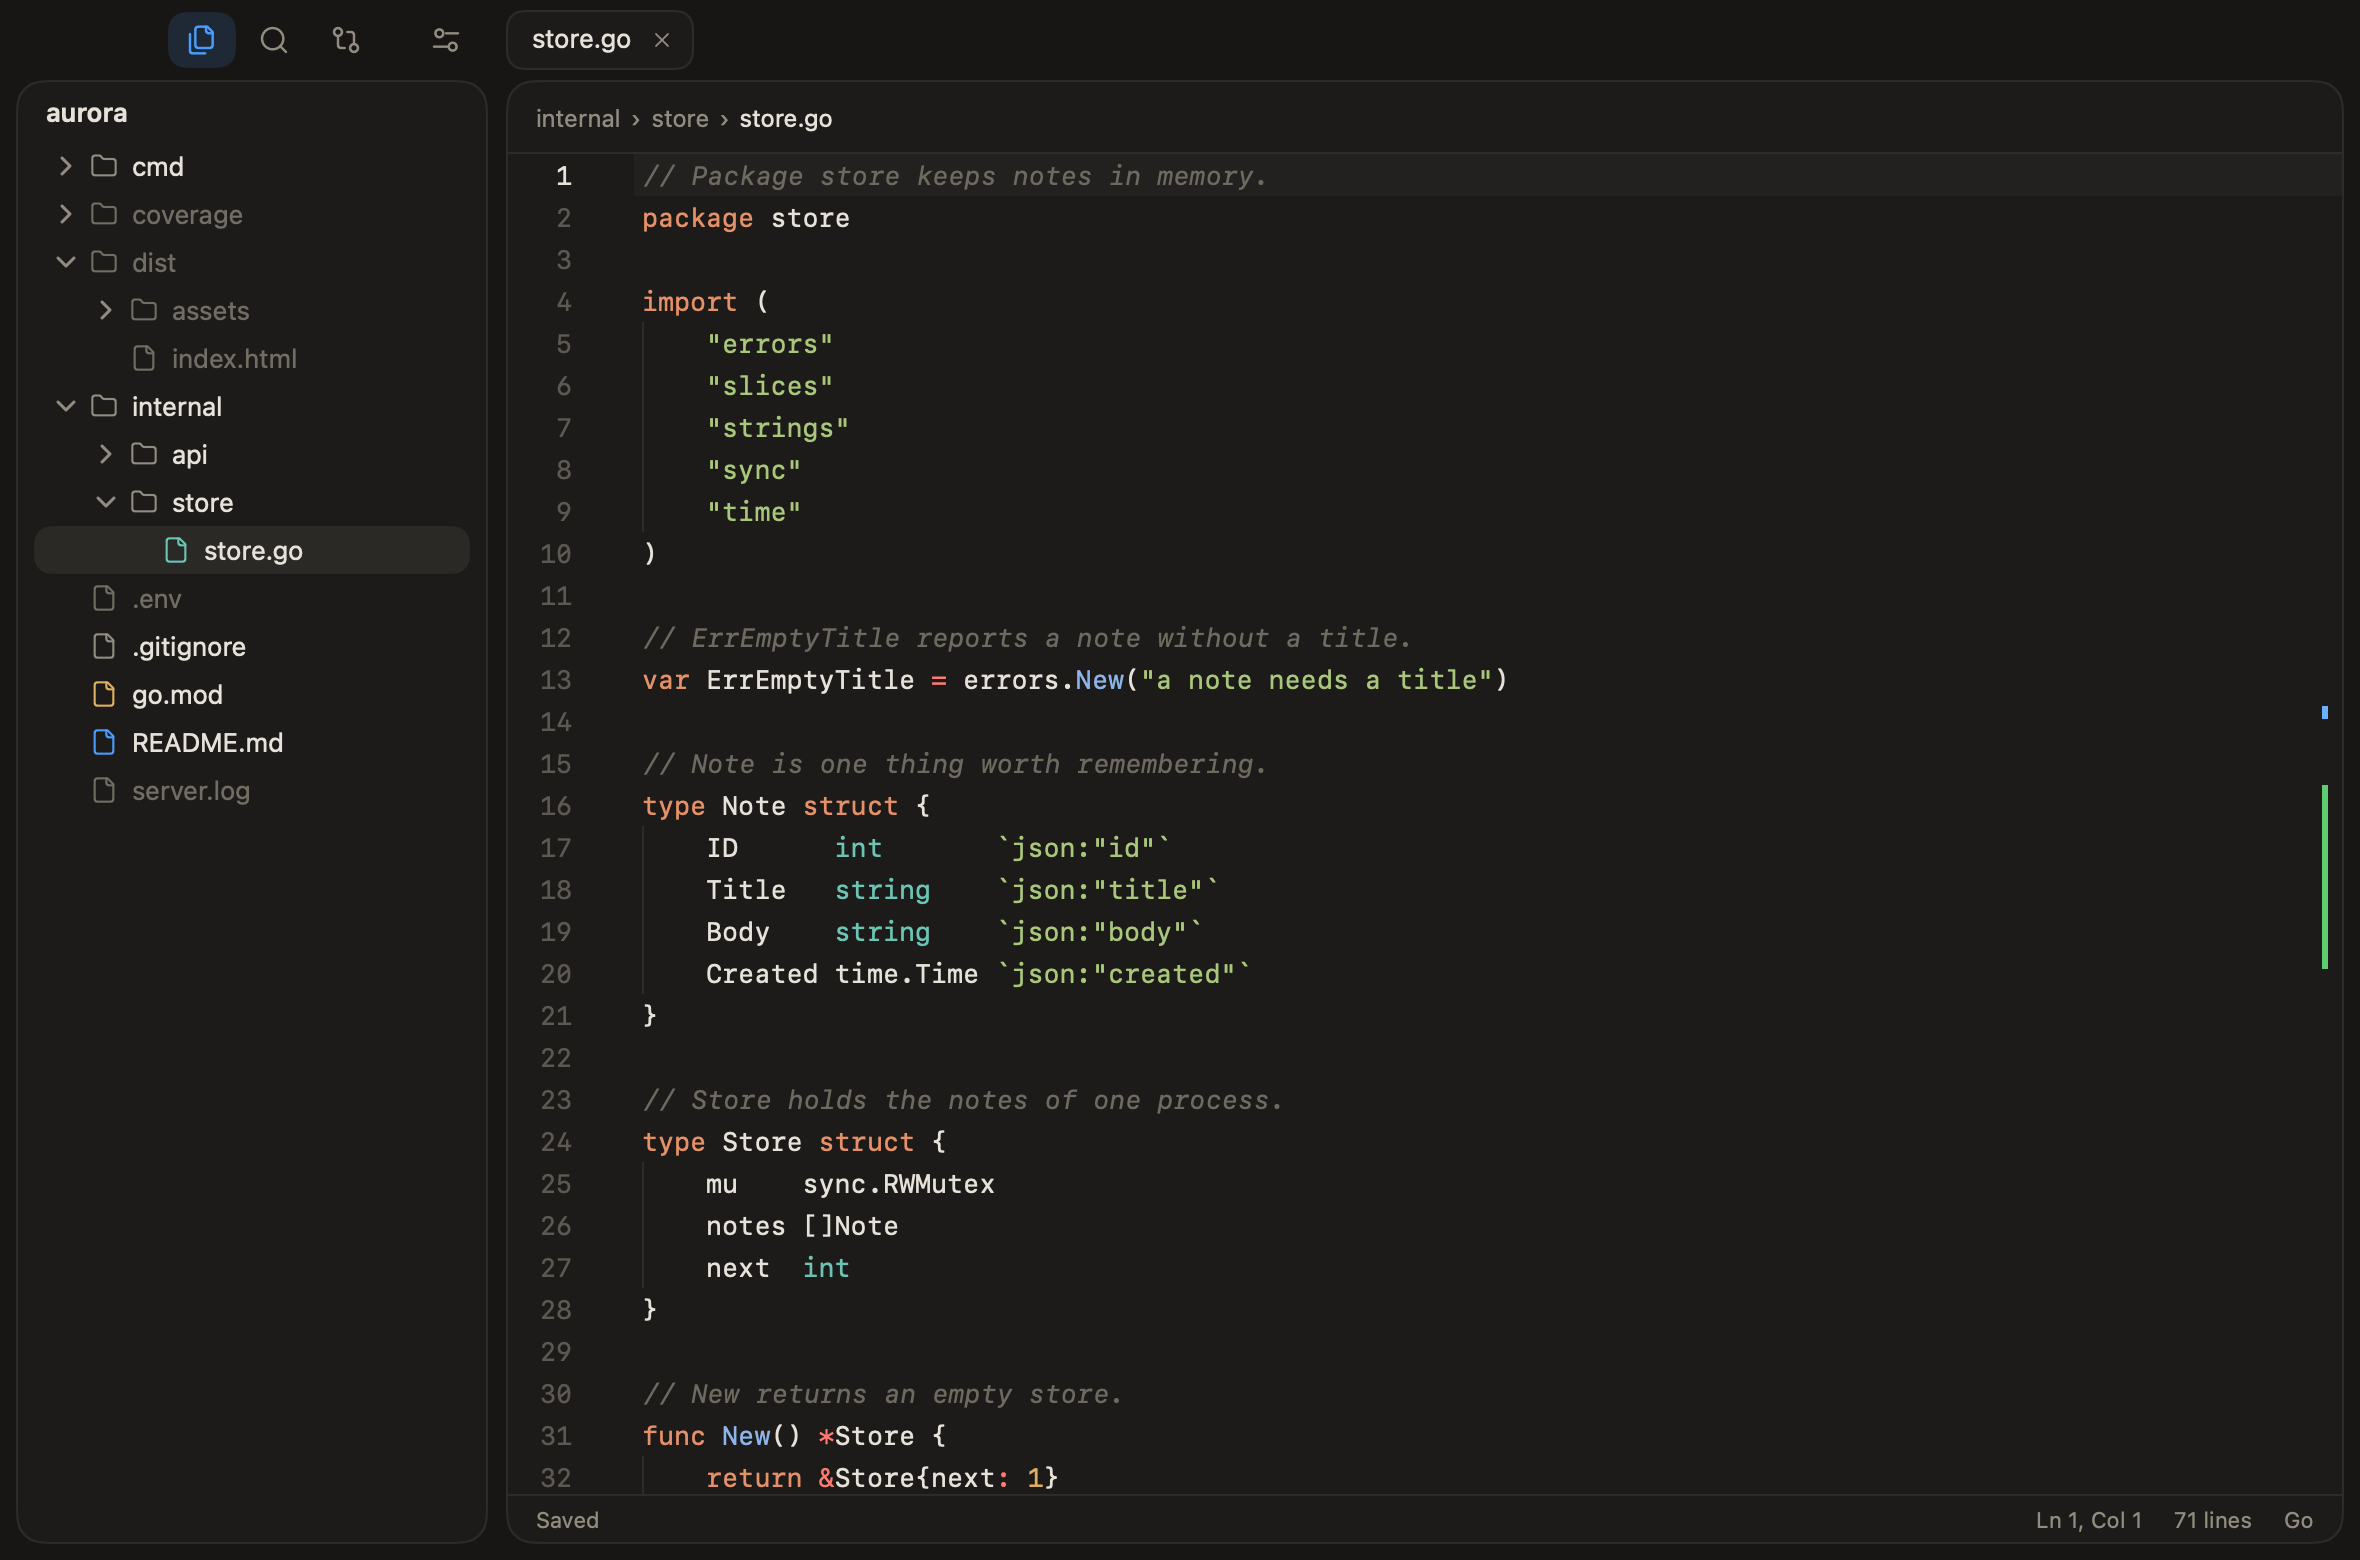 store.go
aurora
cmd
coverage
dist
assets
index.html
internal
api
store
store.go
.env
.gitignore
go.mod
README.md
server.log
internal › store › store.go
1 // Package store keeps notes in memory.
2 package store
3
4 import (
5     "errors"
6     "slices"
7     "strings"
8     "sync"
9     "time"
10 )
11
12 // ErrEmptyTitle reports a note without a title.
13 var ErrEmptyTitle = errors.New("a note needs a title")
14
15 // Note is one thing worth remembering.
16 type Note struct {
17     ID      int       `json:"id"`
18     Title   string    `json:"title"`
19     Body    string    `json:"body"`
20     Created time.Time `json:"created"`
21 }
22
23 // Store holds the notes of one process.
24 type Store struct {
25     mu    sync.RWMutex
26     notes []Note
27     next  int
28 }
29
30 // New returns an empty store.
31 func New() *Store {
32     return &Store{next: 1}
Saved
Ln 1, Col 1 71 lines Go